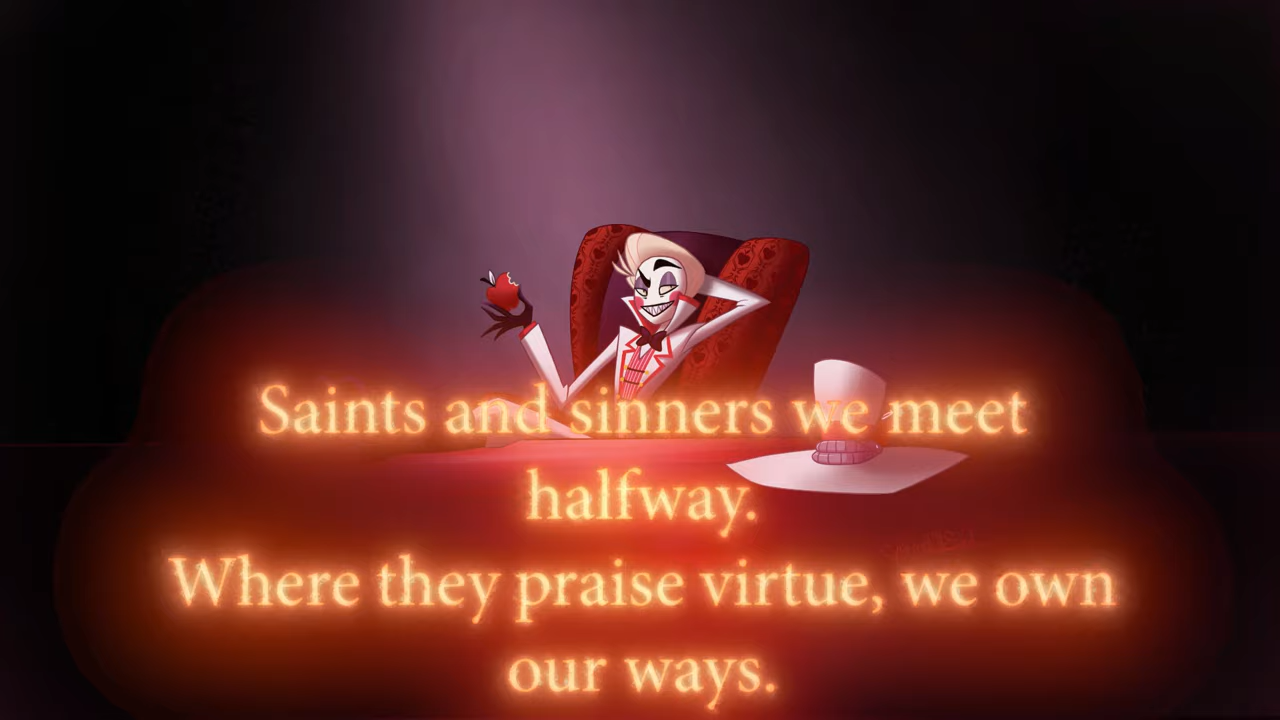 Saints and sinners we meet
halfway.
Where they praise virtue, we own
our ways.